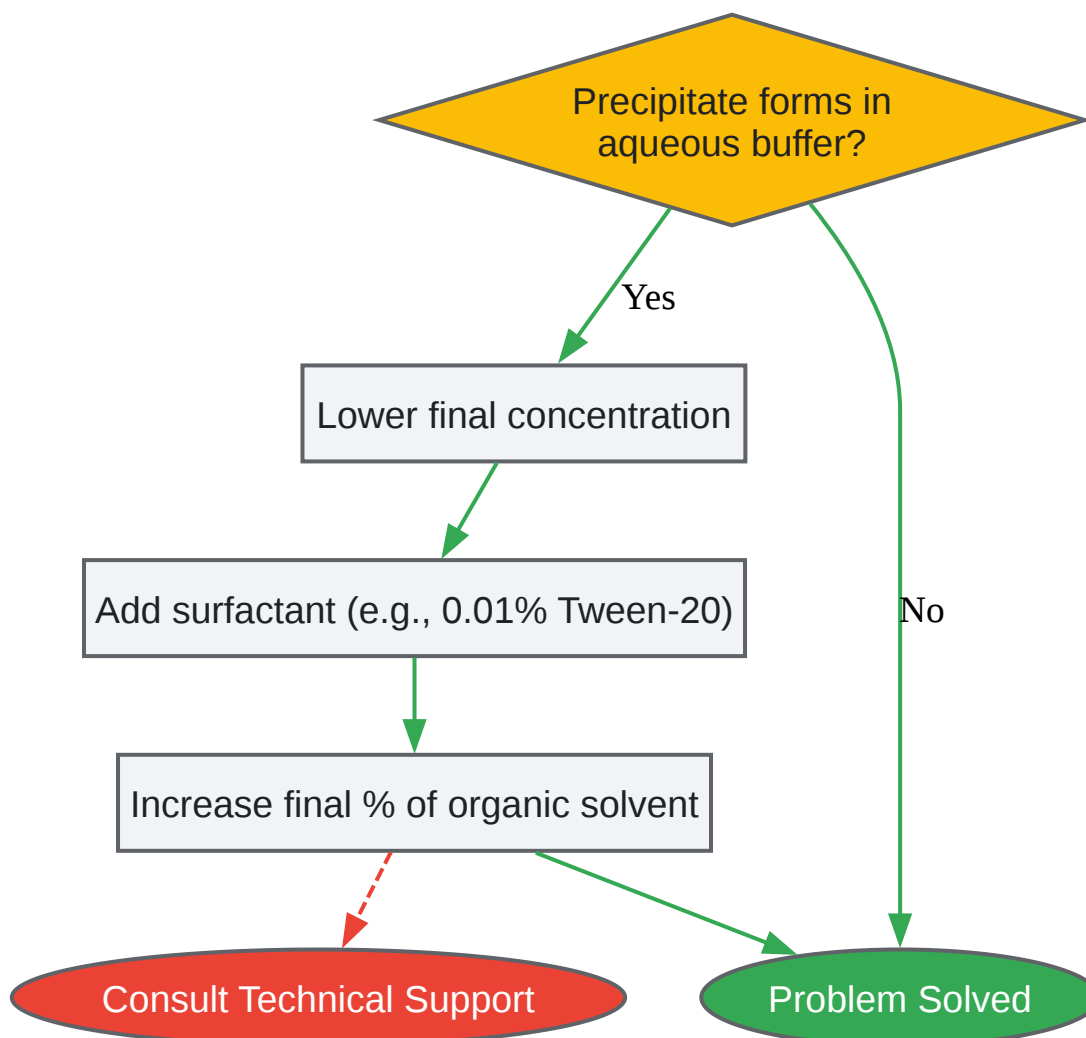 Precipitate forms in
aqueous buffer?
Yes
Lower final concentration
Add surfactant (e.g., 0.01% Tween-20)
No
Increase final % of organic solvent
Consult Technical Support
Problem Solved